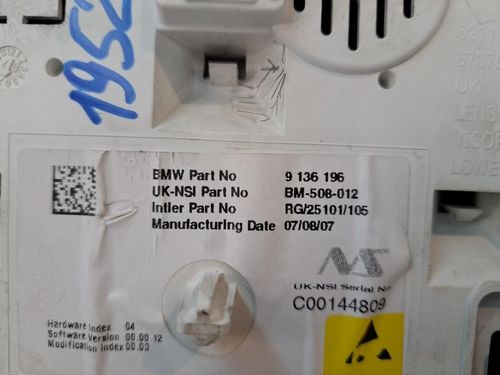 1952
BMW Part No 9 136 196
UK-NSI Part No BM-508-012
Intier Part No RG/25101/105
Manufacturing Date 07/08/07
UK-NSI Serial No.
C00144809
Hardware Index 04
Software Version 00.00.12
Modification Index 00.03
LOWE